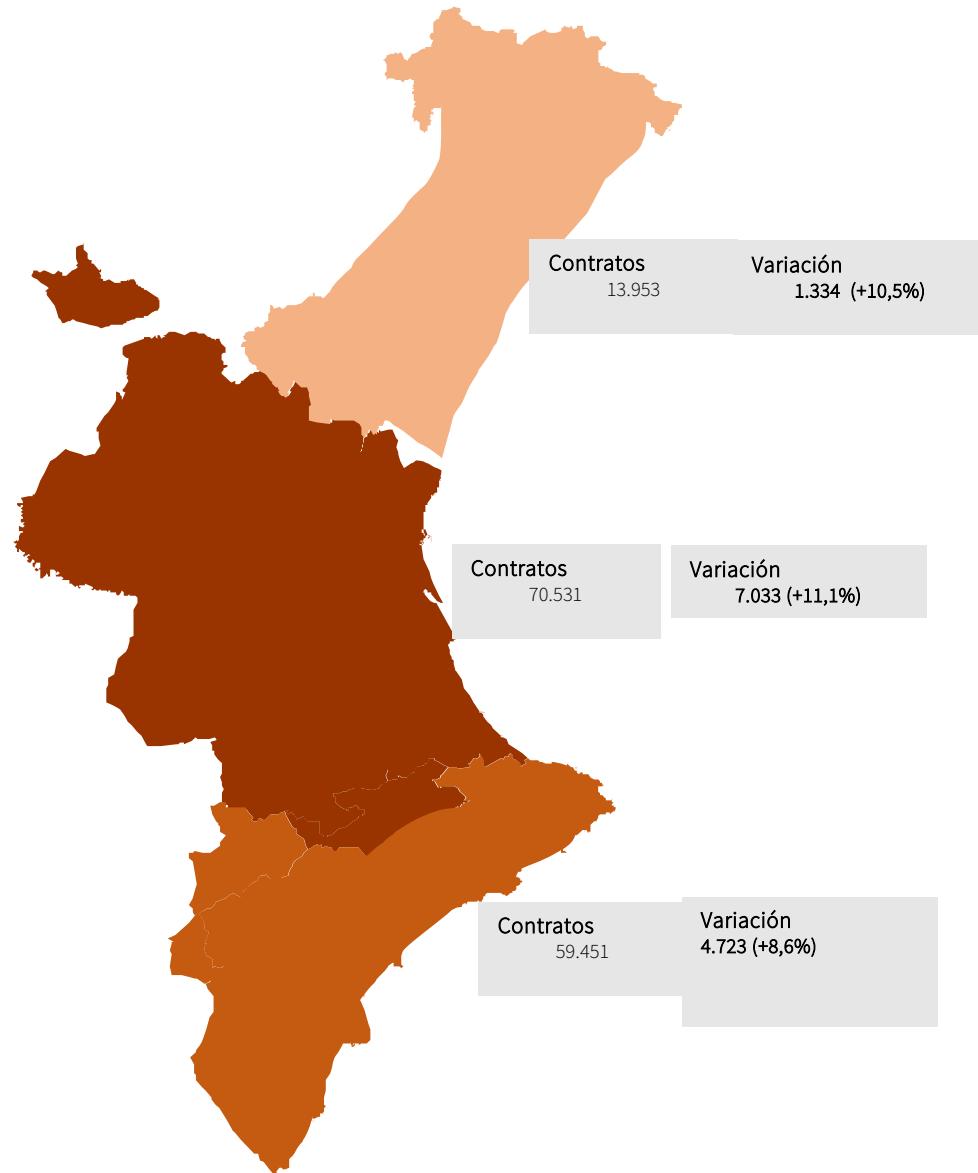 Contratos
13.953
Variación
1.334 (+10,5%)
Contratos
70.531
Variación
7.033 (+11,1%)
Contratos
59.451
Variación
4.723 (+8,6%)